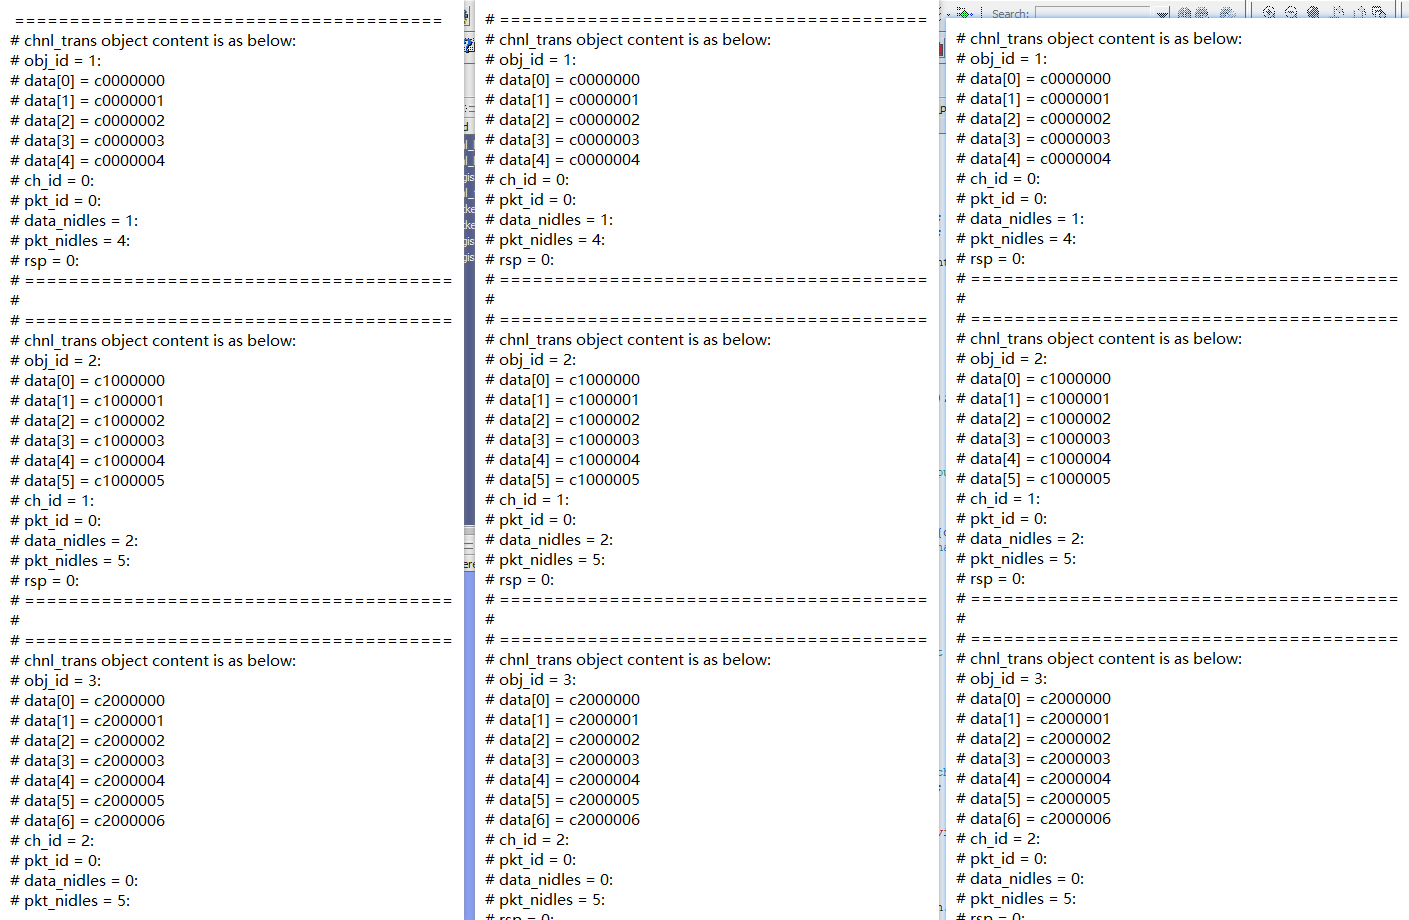 =======================================
# chnl_trans object content is as below:
# obj_id = 1:
# data[0] = c0000000
# data[1] = c0000001
# data[2] = c0000002
# data[3] = c0000003
# data[4] = c0000004
# ch_id = 0:
# pkt_id = 0:
# data_nidles = 1:
# pkt_nidles = 4:
# rsp = 0:
# =======================================
#
# =======================================
# chnl_trans object content is as below:
# obj_id = 2:
# data[0] = c1000000
# data[1] = c1000001
# data[2] = c1000002
# data[3] = c1000003
# data[4] = c1000004
# data[5] = c1000005
# ch_id = 1:
# pkt_id = 0:
# data_nidles = 2:
# pkt_nidles = 5:
# rsp = 0:
# =======================================
#
# =======================================
# chnl_trans object content is as below:
# obj_id = 3:
# data[0] = c2000000
# data[1] = c2000001
# data[2] = c2000002
# data[3] = c2000003
# data[4] = c2000004
# data[5] = c2000005
# data[6] = c2000006
# ch_id = 2:
# pkt_id = 0:
# data_nidles = 0:
# pkt_nidles = 5:
# =======================================
# chnl_trans object content is as below:
# obj_id = 1:
# data[0] = c0000000
# data[1] = c0000001
# data[2] = c0000002
# data[3] = c0000003
# data[4] = c0000004
# ch_id = 0:
# pkt_id = 0:
# data_nidles = 1:
# pkt_nidles = 4:
# rsp = 0:
# =======================================
#
# =======================================
# chnl_trans object content is as below:
# obj_id = 2:
# data[0] = c1000000
# data[1] = c1000001
# data[2] = c1000002
# data[3] = c1000003
# data[4] = c1000004
# data[5] = c1000005
# ch_id = 1:
# pkt_id = 0:
# data_nidles = 2:
# pkt_nidles = 5:
# rsp = 0:
# =======================================
#
# =======================================
# chnl_trans object content is as below:
# obj_id = 3:
# data[0] = c2000000
# data[1] = c2000001
# data[2] = c2000002
# data[3] = c2000003
# data[4] = c2000004
# data[5] = c2000005
# data[6] = c2000006
# ch_id = 2:
# pkt_id = 0:
# data_nidles = 0:
# pkt_nidles = 5:
# rsp = 0:
Search:
# chnl_trans object content is as below:
# obj_id = 1:
# data[0] = c0000000
# data[1] = c0000001
# data[2] = c0000002
# data[3] = c0000003
# data[4] = c0000004
# ch_id = 0:
# pkt_id = 0:
# data_nidles = 1:
# pkt_nidles = 4:
# rsp = 0:
# =======================================
#
# =======================================
# chnl_trans object content is as below:
# obj_id = 2:
# data[0] = c1000000
# data[1] = c1000001
# data[2] = c1000002
# data[3] = c1000003
# data[4] = c1000004
# data[5] = c1000005
# ch_id = 1:
# pkt_id = 0:
# data_nidles = 2:
# pkt_nidles = 5:
# rsp = 0:
# =======================================
#
# =======================================
# chnl_trans object content is as below:
# obj_id = 3:
# data[0] = c2000000
# data[1] = c2000001
# data[2] = c2000002
# data[3] = c2000003
# data[4] = c2000004
# data[5] = c2000005
# data[6] = c2000006
# ch_id = 2:
# pkt_id = 0:
# data_nidles = 0:
# pkt_nidles = 5:
# rsp = 0: